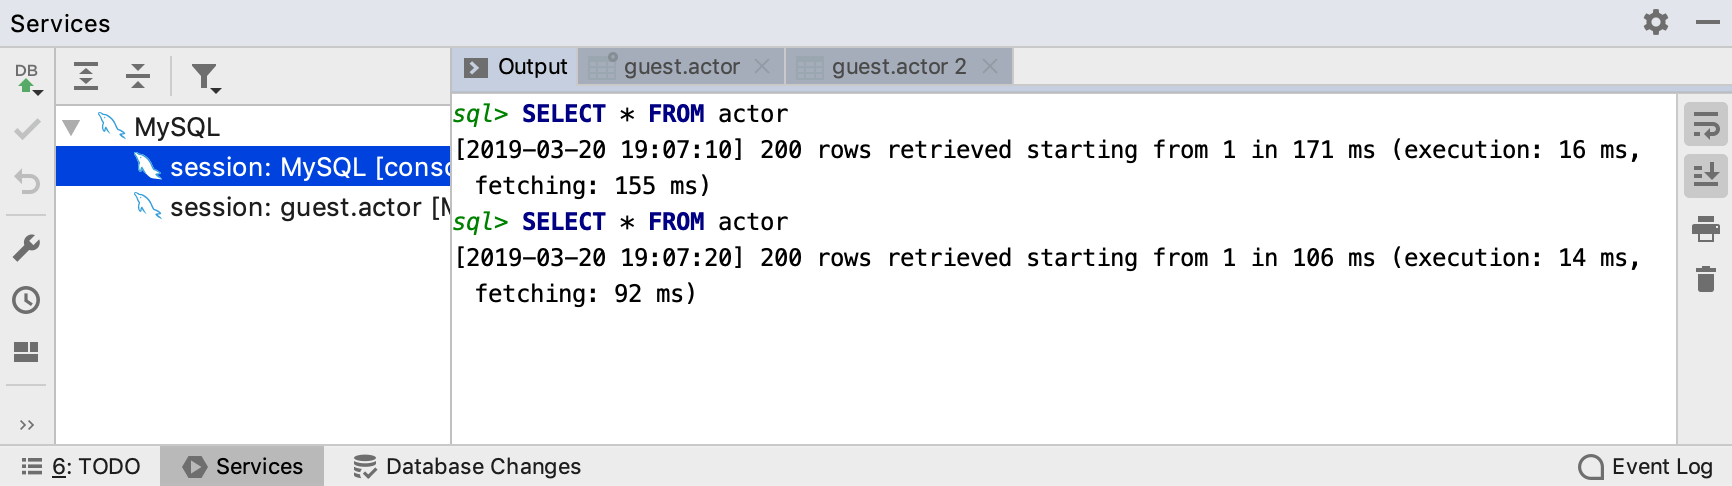 Services
DB
Output
guest.actor
guest.actor 2
MySQL
session: MySQL [conso
session: guest.actor [M
sql> SELECT * FROM actor
[2019-03-20 19:07:10] 200 rows retrieved starting from 1 in 171 ms (execution: 16 ms,
fetching: 155 ms)
sql> SELECT * FROM actor
[2019-03-20 19:07:20] 200 rows retrieved starting from 1 in 106 ms (execution: 14 ms,
fetching: 92 ms)
6: TODO
Services
Database Changes
Event Log